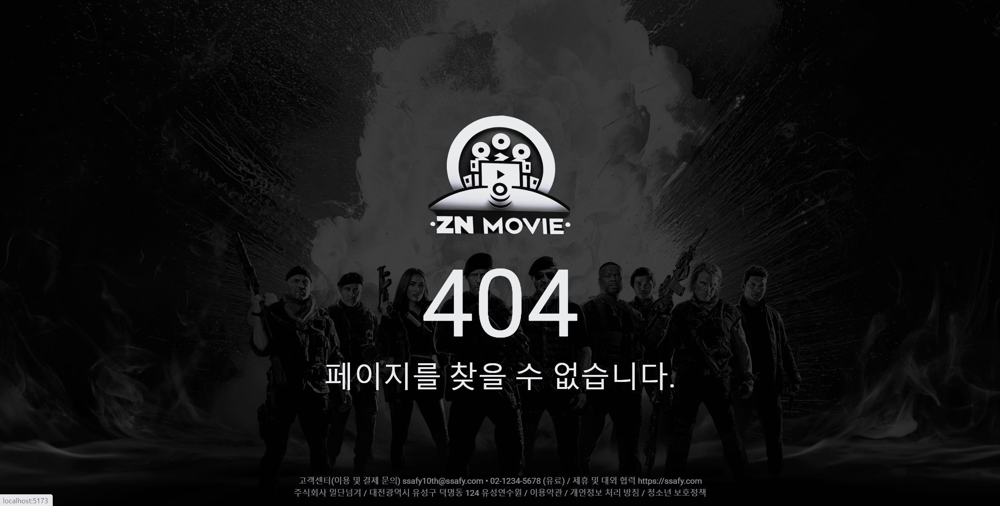 ·ZN MOVIE·
404
페이지를 찾을 수 없습니다.
고객센터(이용 및 결제 문의) ssafy10th@ssafy.com • 02-1234-5678 (유료) / 제휴 및 대외 협력 https://ssafy.com
주식회사 일단넘겨 / 대전광역시 유성구 덕명동 124 유성연수원 / 이용약관 / 개인정보 처리 방침 / 청소년 보호정책
localhost:5173